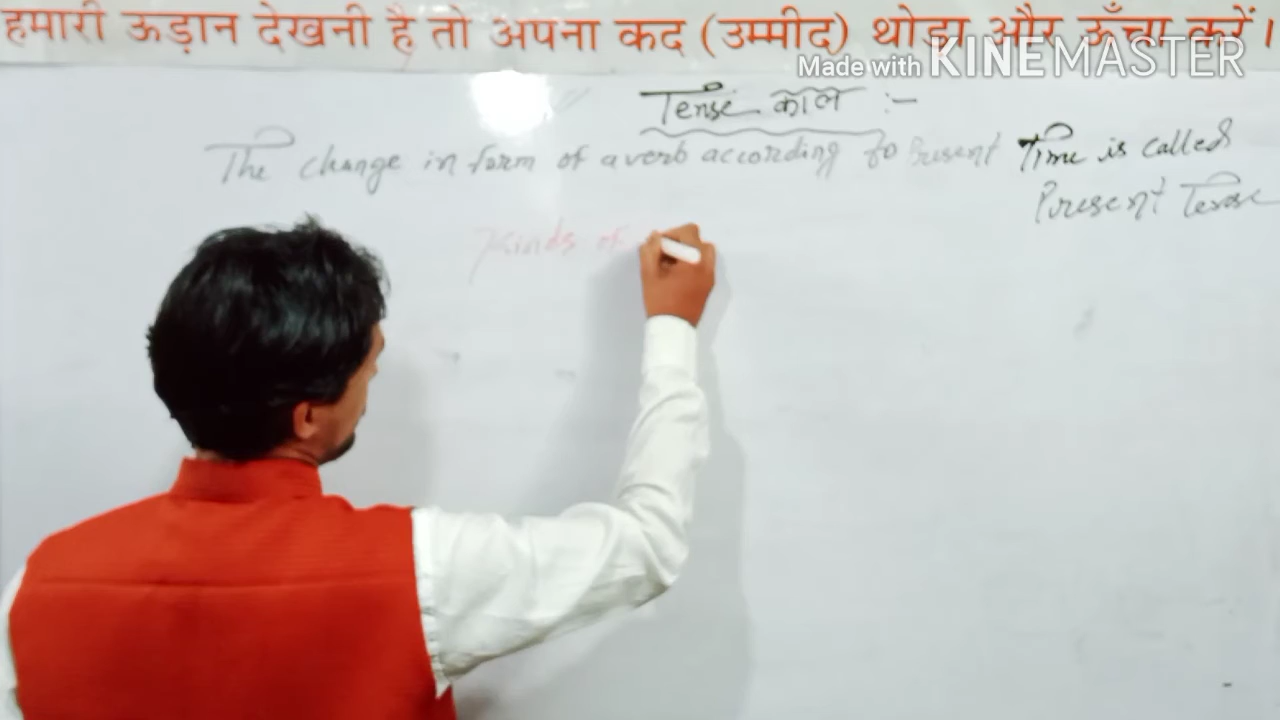 हमारी ऊड़ान देखनी है तो अपना कद (उम्मीद) थोड़ा और ऊँचा करें।
Made with KINEMASTER
Tense काल :-
The change in form of a verb according to Present Time is called
Present Tense
Kinds of